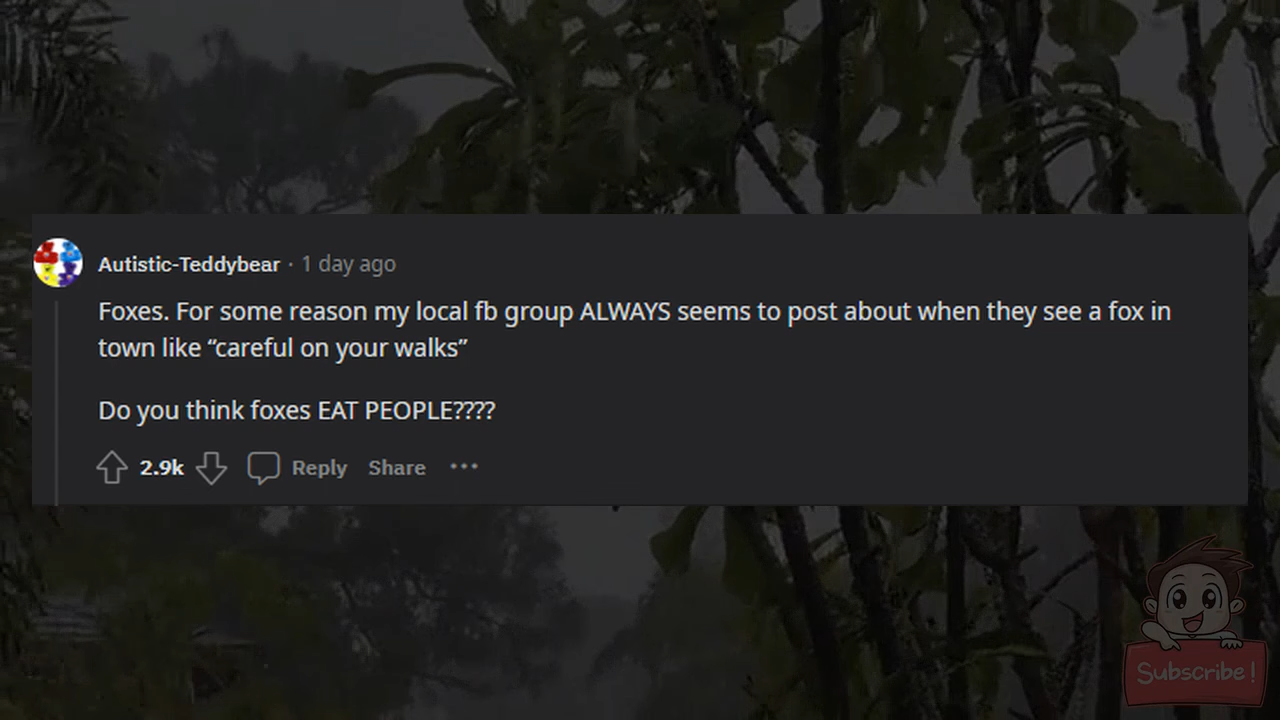 Autistic-Teddybear · 1 day ago
Foxes. For some reason my local fb group ALWAYS seems to post about when they see a fox in
town like “careful on your walks”
Do you think foxes EAT PEOPLE????
2.9k Reply Share ···
Subscribe!